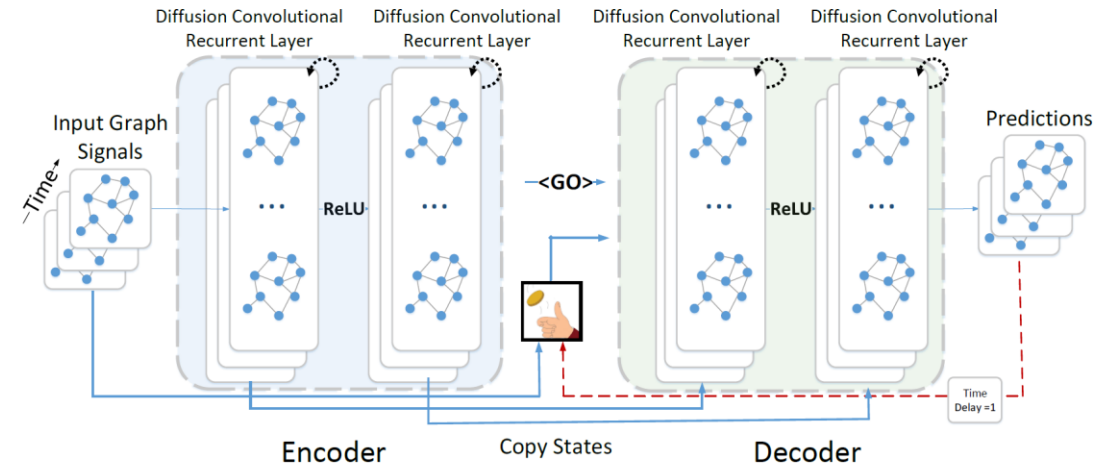 Diffusion Convolutional
Recurrent Layer
Diffusion Convolutional
Recurrent Layer
Diffusion Convolutional
Recurrent Layer
Diffusion Convolutional
Recurrent Layer
Input Graph
Signals
Time
Predictions
<GO>
...
ReLU
...
...
ReLU
...
Time
Delay =1
Copy States
Encoder
Decoder